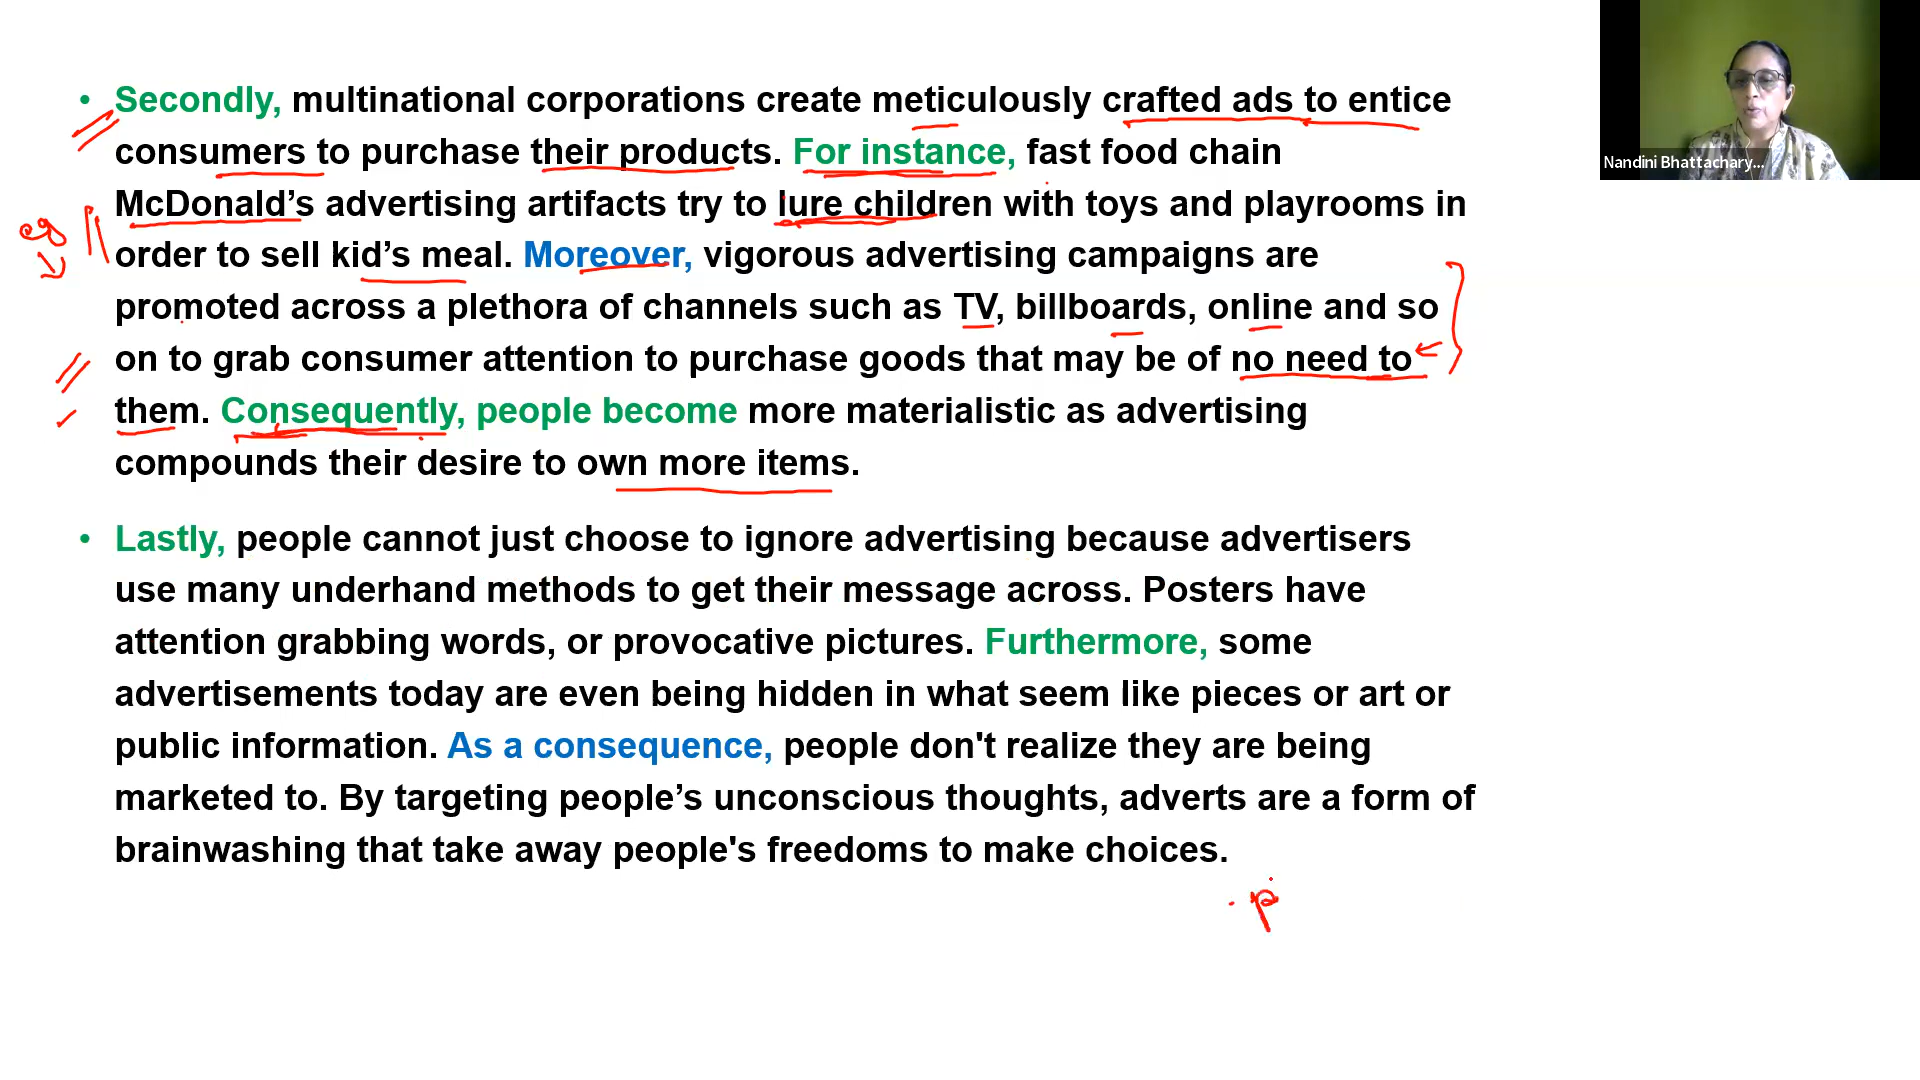 • Secondly, multinational corporations create meticulously crafted ads to entice
consumers to purchase their products. For instance, fast food chain
McDonald’s advertising artifacts try to lure children with toys and playrooms in
order to sell kid’s meal. Moreover, vigorous advertising campaigns are
promoted across a plethora of channels such as TV, billboards, online and so
on to grab consumer attention to purchase goods that may be of no need to
them. Consequently, people become more materialistic as advertising
compounds their desire to own more items.
• Lastly, people cannot just choose to ignore advertising because advertisers
use many underhand methods to get their message across. Posters have
attention grabbing words, or provocative pictures. Furthermore, some
advertisements today are even being hidden in what seem like pieces or art or
public information. As a consequence, people don't realize they are being
marketed to. By targeting people’s unconscious thoughts, adverts are a form of
brainwashing that take away people's freedoms to make choices.
eg
p
Nandini Bhattachary...